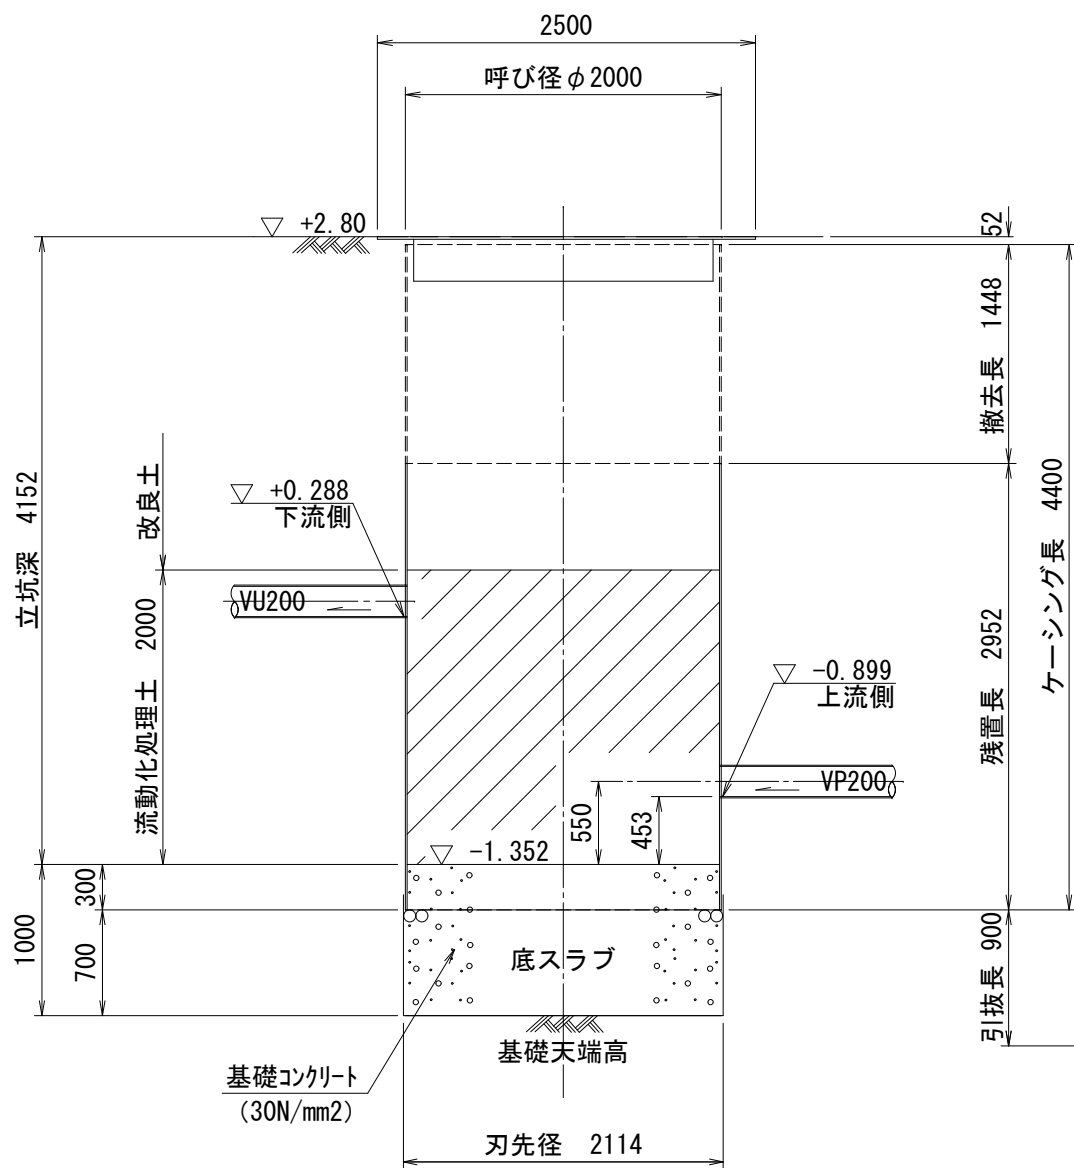 2500
呼び径φ2000
+2.80
52
撤去長 1448
立坑深 4152
改良土
+0.288
下流側
ケーシング長 4400
流動化処理土 2000
VU200
残置長 2952
-0.899
上流側
VP200
550
453
-1.352
300
1000
700
底スラブ
引抜長 900
基礎天端高
基礎コンクリート
(30N/mm2)
刃先径 2114